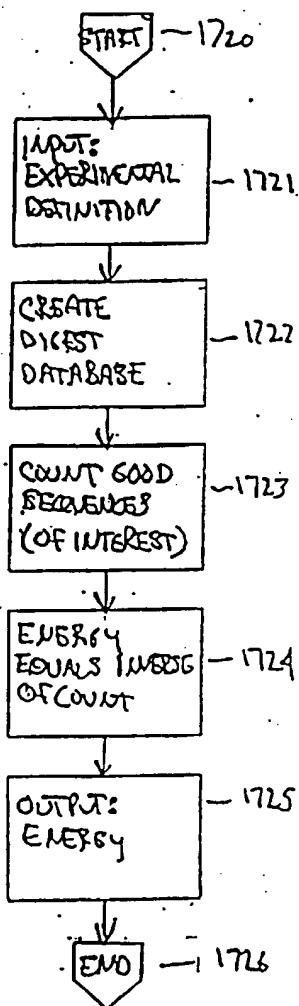 START 1720
INPUT:
EXPERIMENTAL
DEFINITION
1721
CREATE
DIGEST
DATABASE
1722
COUNT GOOD
SEQUENCES
(OF INTEREST)
1723
ENERGY
EQUALS INVERSE
OF COUNT
1724
OUTPUT:
ENERGY
1725
END 1726